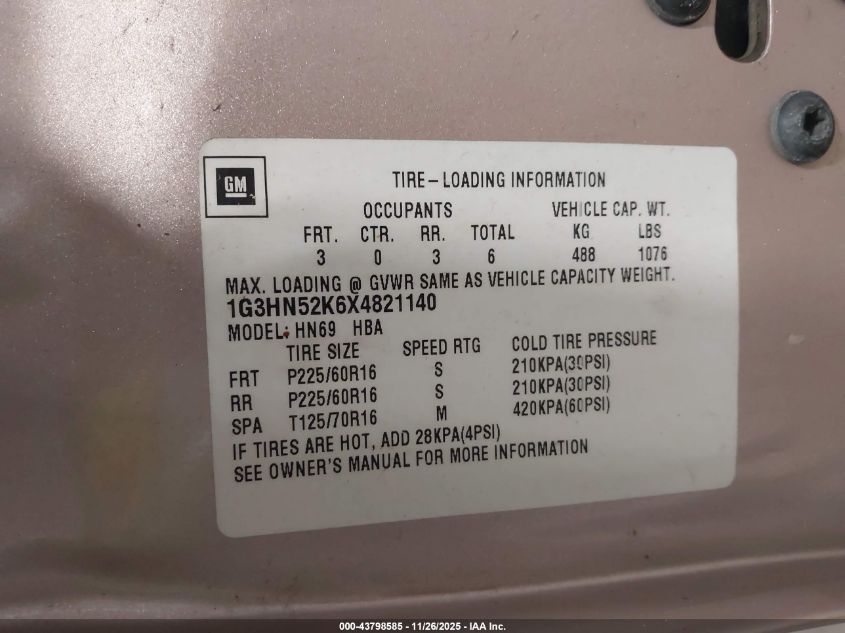 GM
TIRE-LOADING INFORMATION
OCCUPANTS VEHICLE CAP. WT.
FRT. CTR. RR. TOTAL KG LBS
3 0 3 6 488 1076
MAX. LOADING @ GVWR SAME AS VEHICLE CAPACITY WEIGHT.
1G3HN52K6X4821140
MODEL: HN69 HBA
TIRE SIZE SPEED RTG COLD TIRE PRESSURE
FRT P225/60R16 S 210KPA(30PSI)
RR P225/60R16 S 210KPA(30PSI)
SPA T125/70R16 M 420KPA(60PSI)
IF TIRES ARE HOT, ADD 28KPA(4PSI)
SEE OWNER'S MANUAL FOR MORE INFORMATION
000-43798585 - 11/26/2025 - IAA Inc.